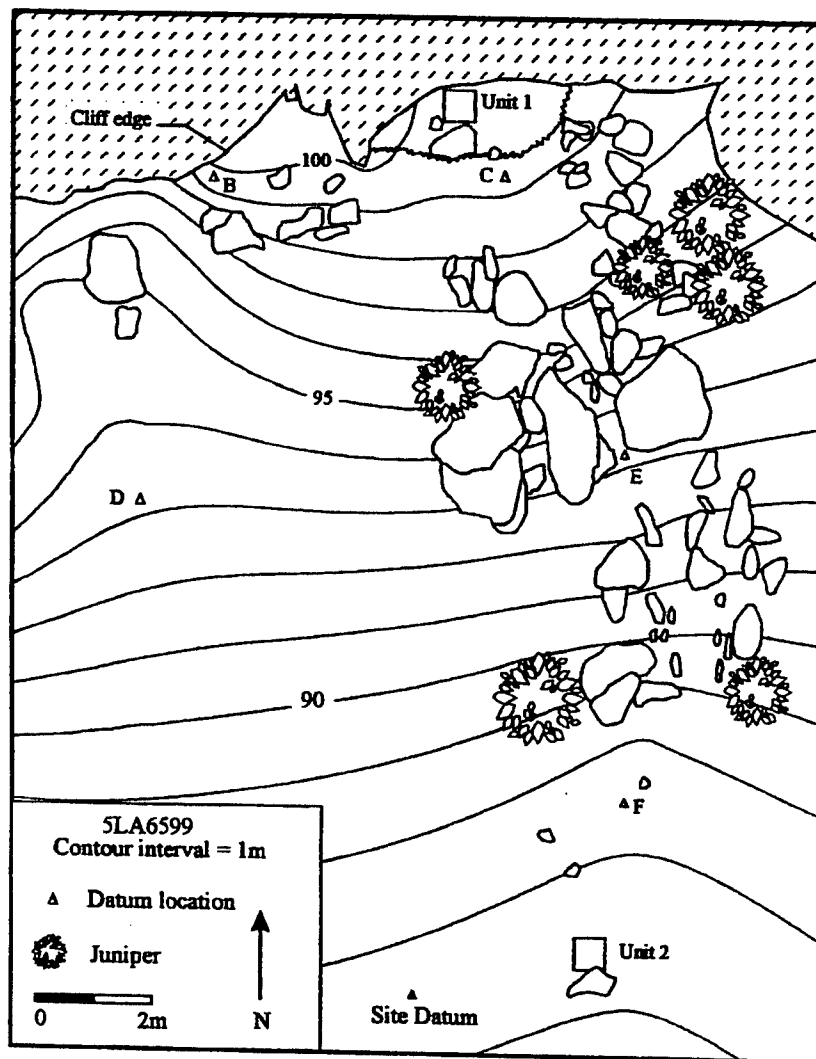 Unit 1
Cliff edge
100
B
C
95
D
E
90
5LA6599
Contour interval = 1m
F
Datum location
Juniper
Unit 2
0 2m
N
Site Datum